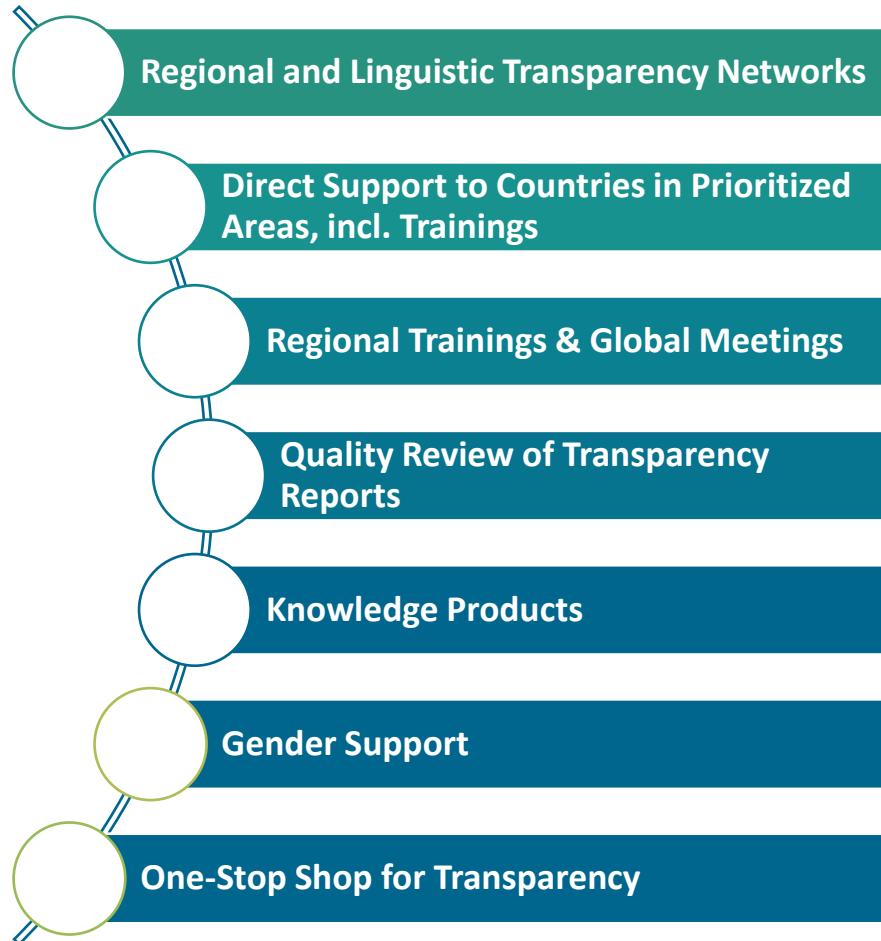 Regional and Linguistic Transparency Networks
Direct Support to Countries in Prioritized
Areas, incl. Trainings
Regional Trainings & Global Meetings
Quality Review of Transparency
Reports
Knowledge Products
Gender Support
One-Stop Shop for Transparency